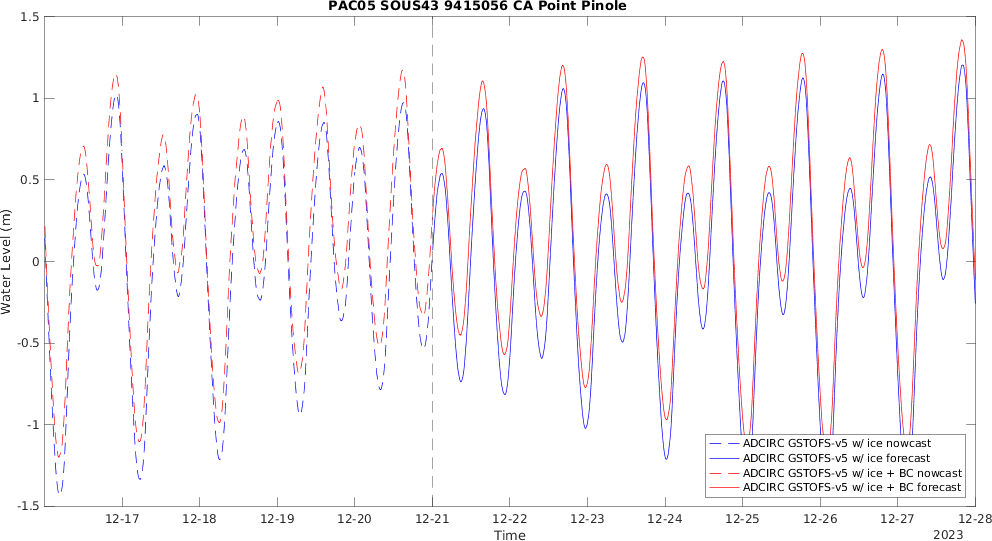 PAC05 SOUS43 9415056 CA Point Pinole
1.5
1
0.5
0
-0.5
-1
-1.5
Water Level (m)
12-17 12-18 12-19 12-20 12-21 12-22 12-23 12-24 12-25 12-26 12-27 12-28
Time
2023
ADCIRC GSTOFS-v5 w/ ice nowcast
ADCIRC GSTOFS-v5 w/ ice forecast
ADCIRC GSTOFS-v5 w/ ice + BC nowcast
ADCIRC GSTOFS-v5 w/ ice + BC forecast